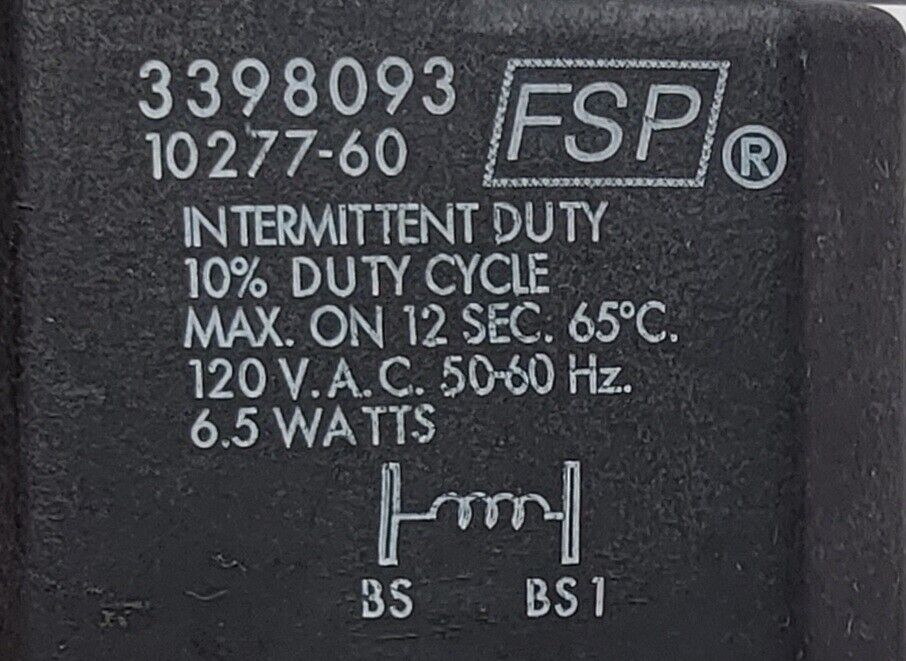 3398093
10277-60
FSP®
INTERMITTENT DUTY
10% DUTY CYCLE
MAX. ON 12 SEC. 65°C.
120 V.A.C. 50-60 Hz.
6.5 WATTS
BS BS1